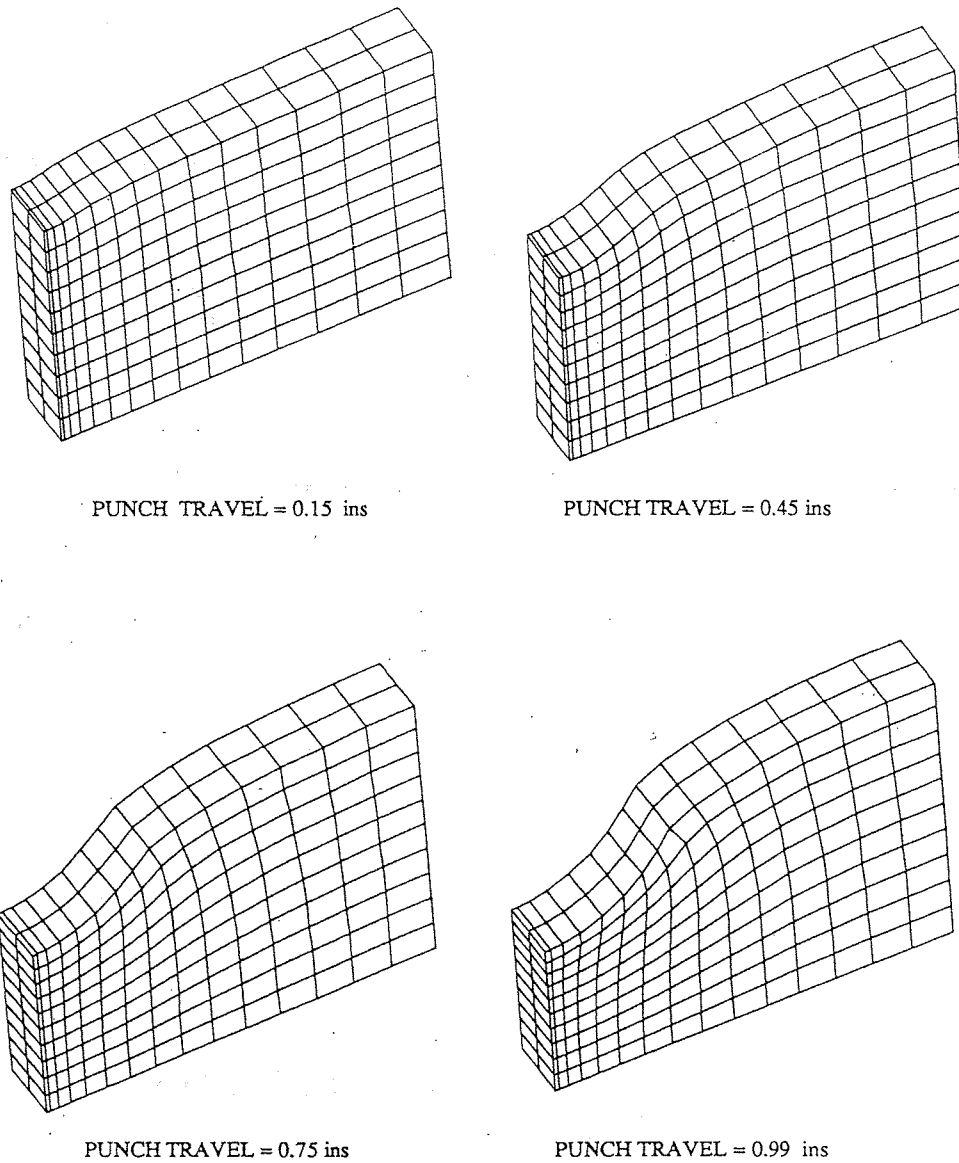 PUNCH TRAVEL = 0.15 ins
PUNCH TRAVEL = 0.45 ins
PUNCH TRAVEL = 0.75 ins
PUNCH TRAVEL = 0.99 ins